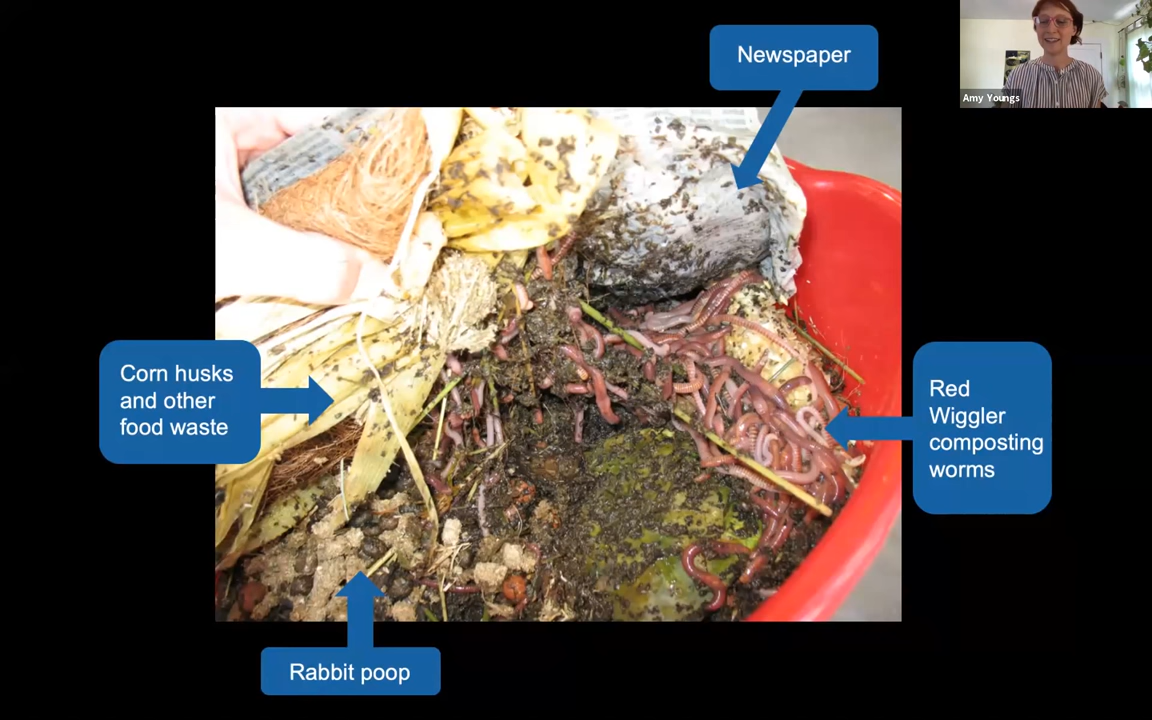 Newspaper
Amy Youngs
Corn husks
and other
food waste
Red
Wiggler
composting
worms
Rabbit poop